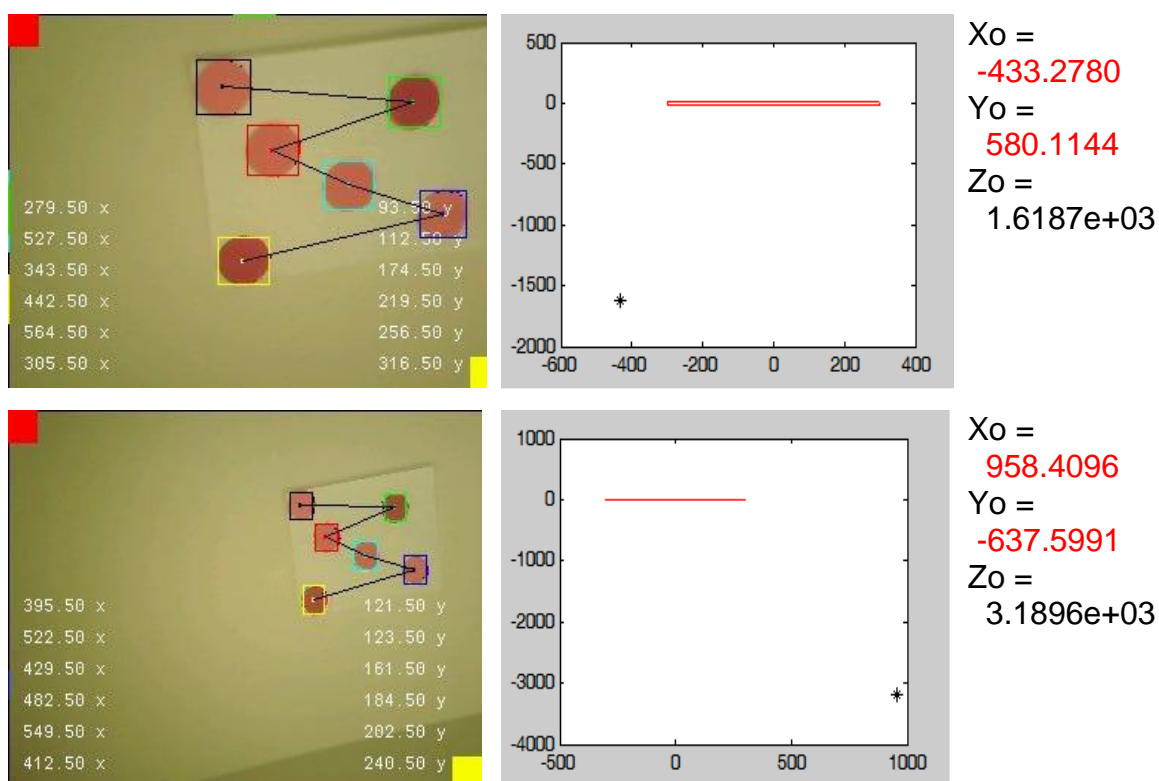 279.50 x 93.50 y
527.50 x 112.50 y
343.50 x 174.50 y
442.50 x 219.50 y
564.50 x 256.50 y
305.50 x 316.50 y
500
0
-500
-1000
-1500
-2000
-600 -400 -200 0 200 400
Xo =
-433.2780
Yo =
580.1144
Zo =
1.6187e+03
395.50 x 121.50 y
522.50 x 123.50 y
429.50 x 161.50 y
482.50 x 184.50 y
549.50 x 202.50 y
412.50 x 240.50 y
1000
0
-1000
-2000
-3000
-4000
-500 0 500 1000
Xo =
958.4096
Yo =
-637.5991
Zo =
3.1896e+03